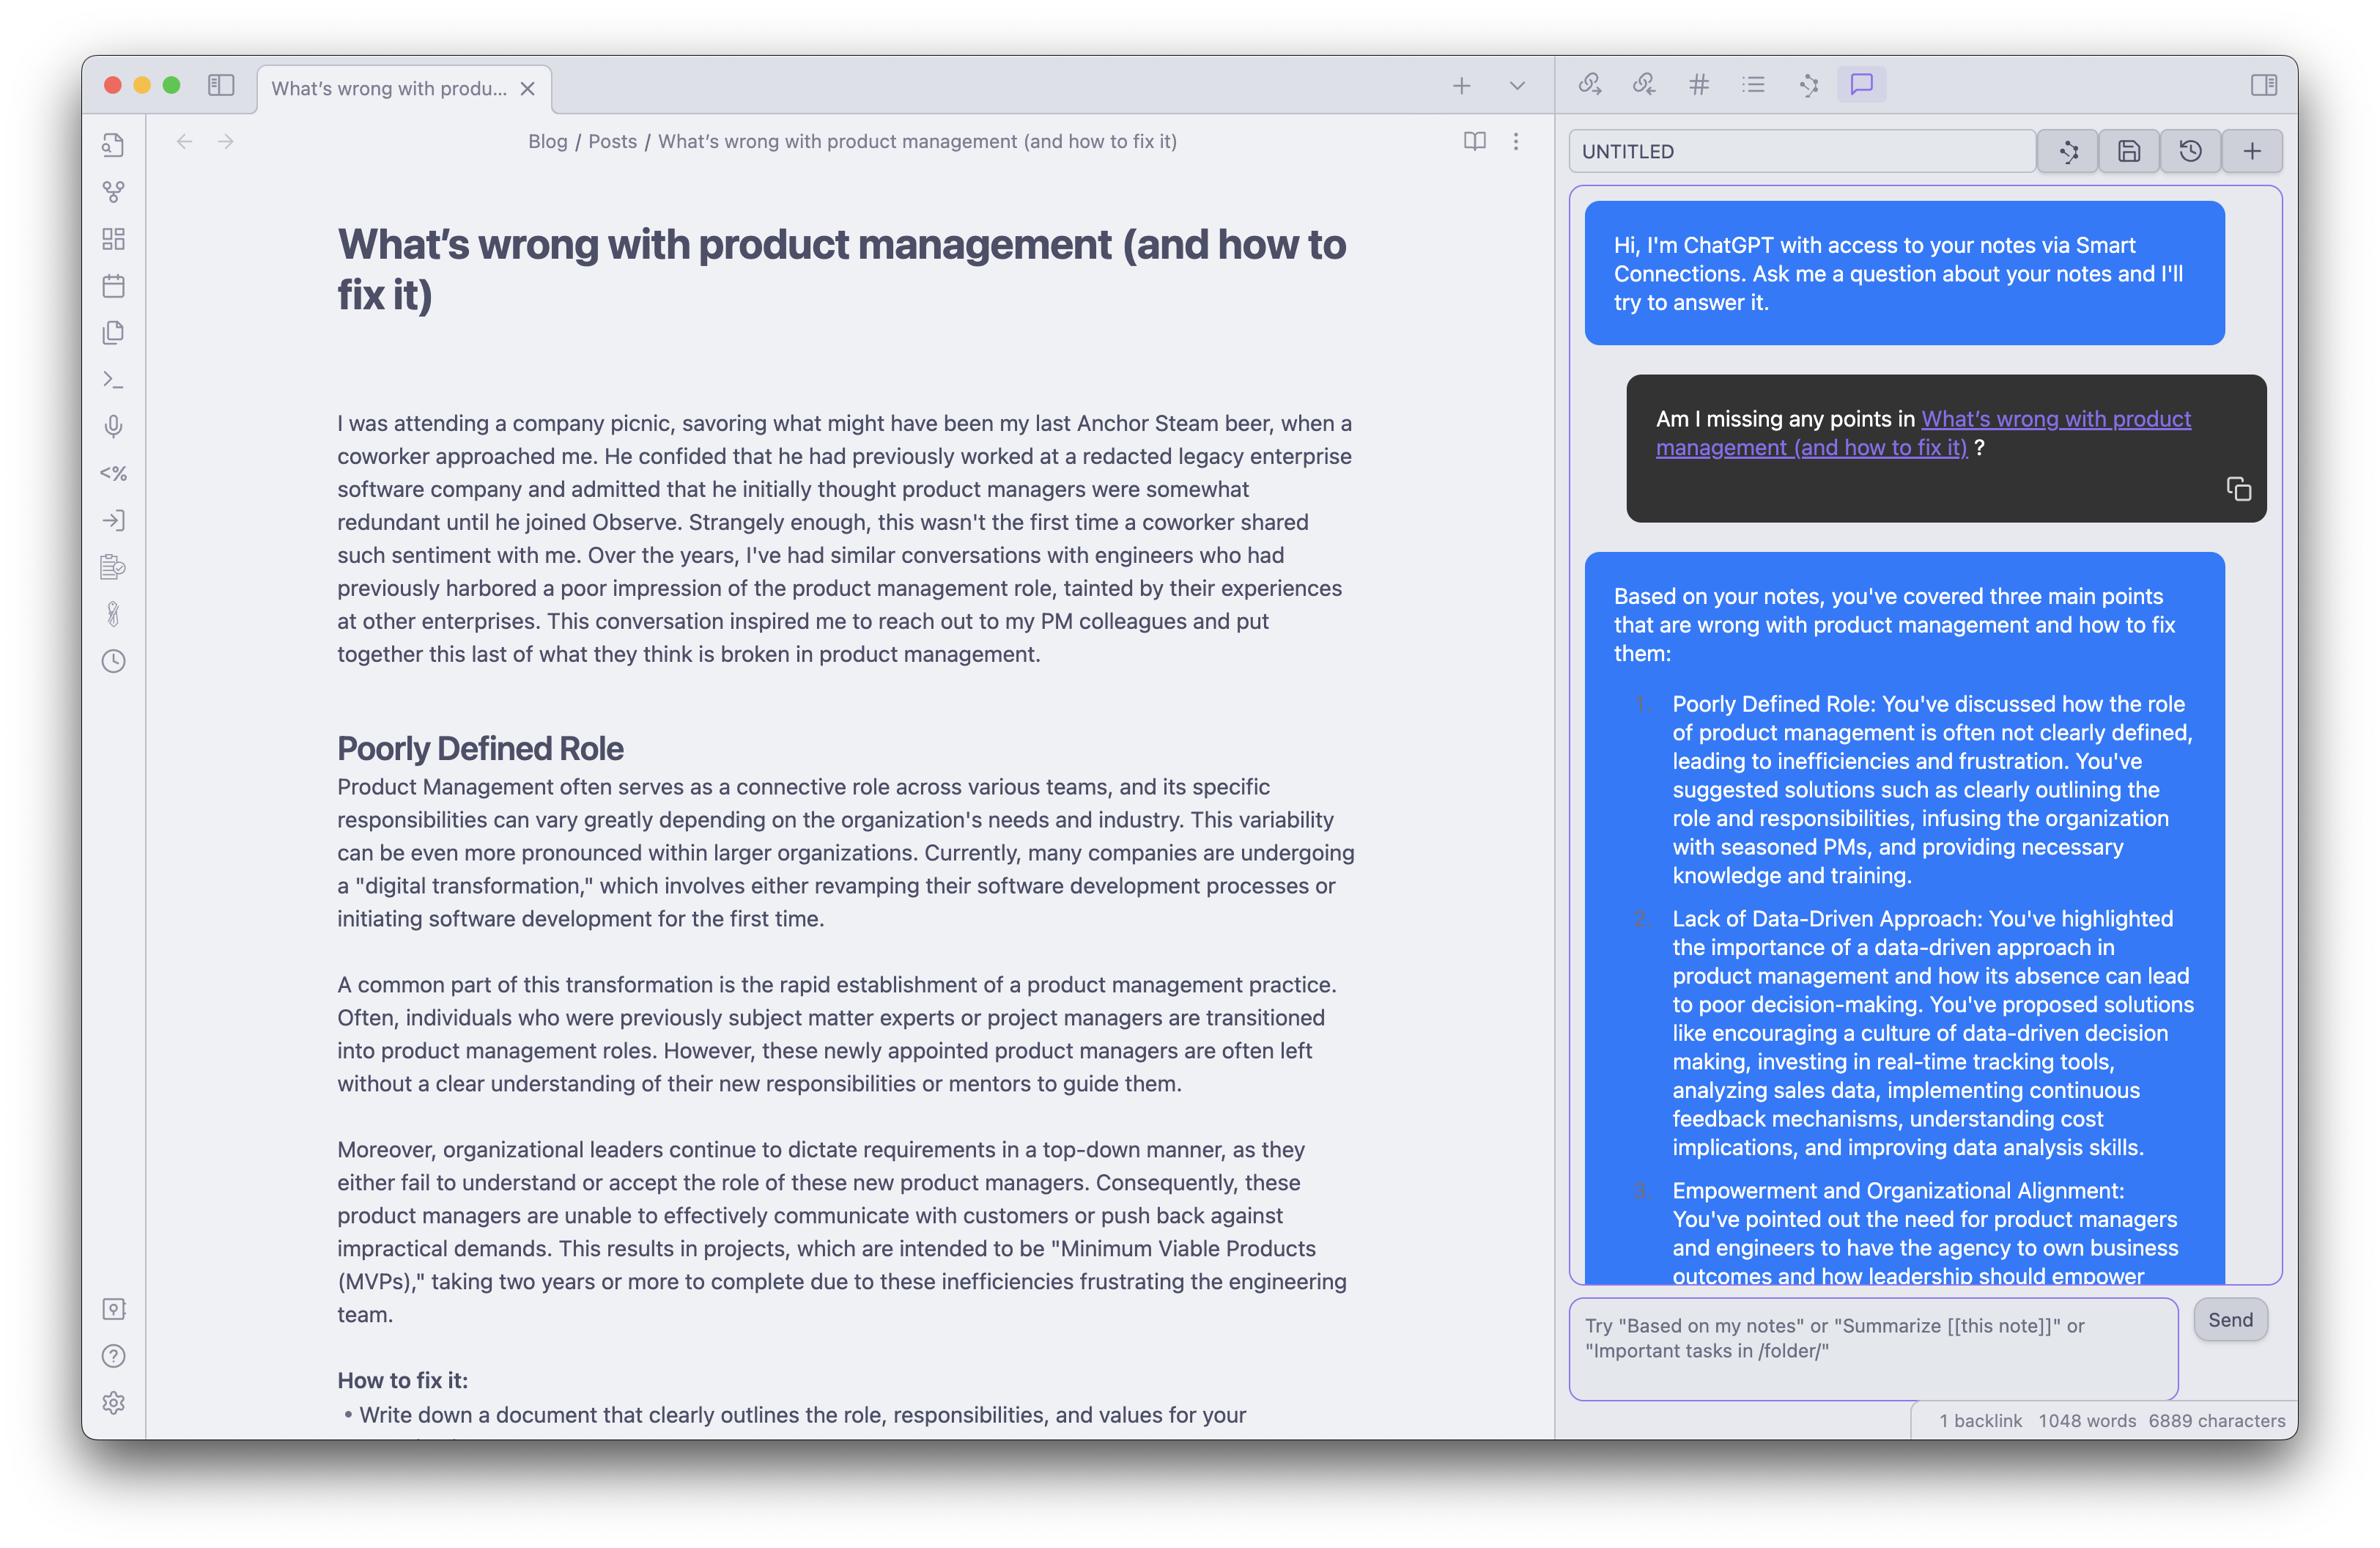 What's wrong with produ...
Blog / Posts / What's wrong with product management (and how to fix it)
What's wrong with product management (and how to
fix it)
I was attending a company picnic, savoring what might have been my last Anchor Steam beer, when a
coworker approached me. He confided that he had previously worked at a redacted legacy enterprise
software company and admitted that he initially thought product managers were somewhat
redundant until he joined Observe. Strangely enough, this wasn't the first time a coworker shared
such sentiment with me. Over the years, I've had similar conversations with engineers who had
previously harbored a poor impression of the product management role, tainted by their experiences
at other enterprises. This conversation inspired me to reach out to my PM colleagues and put
together this last of what they think is broken in product management.
Poorly Defined Role
Product Management often serves as a connective role across various teams, and its specific
responsibilities can vary greatly depending on the organization's needs and industry. This variability
can be even more pronounced within larger organizations. Currently, many companies are undergoing
a "digital transformation," which involves either revamping their software development processes or
initiating software development for the first time.
A common part of this transformation is the rapid establishment of a product management practice.
Often, individuals who were previously subject matter experts or project managers are transitioned
into product management roles. However, these newly appointed product managers are often left
without a clear understanding of their new responsibilities or mentors to guide them.
Moreover, organizational leaders continue to dictate requirements in a top-down manner, as they
either fail to understand or accept the role of these new product managers. Consequently, these
product managers are unable to effectively communicate with customers or push back against
impractical demands. This results in projects, which are intended to be "Minimum Viable Products
(MVPs)," taking two years or more to complete due to these inefficiencies frustrating the engineering
team.
How to fix it:
• Write down a document that clearly outlines the role, responsibilities, and values for your
<%
UNTITLED
Hi, I'm ChatGPT with access to your notes via Smart
Connections. Ask me a question about your notes and I'll
try to answer it.
Am I missing any points in What's wrong with product
management (and how to fix it) ?
Based on your notes, you've covered three main points
that are wrong with product management and how to fix
them:
1. Poorly Defined Role: You've discussed how the role
of product management is often not clearly defined,
leading to inefficiencies and frustration. You've
suggested solutions such as clearly outlining the
role and responsibilities, infusing the organization
with seasoned PMs, and providing necessary
knowledge and training.
2. Lack of Data-Driven Approach: You've highlighted
the importance of a data-driven approach in
product management and how its absence can lead
to poor decision-making. You've proposed solutions
like encouraging a culture of data-driven decision
making, investing in real-time tracking tools,
analyzing sales data, implementing continuous
feedback mechanisms, understanding cost
implications, and improving data analysis skills.
3. Empowerment and Organizational Alignment:
You've pointed out the need for product managers
and engineers to have the agency to own business
outcomes and how leadership should empower
Try "Based on my notes" or "Summarize [[this note]]" or
"Important tasks in /folder/"
Send
1 backlink 1048 words 6889 characters